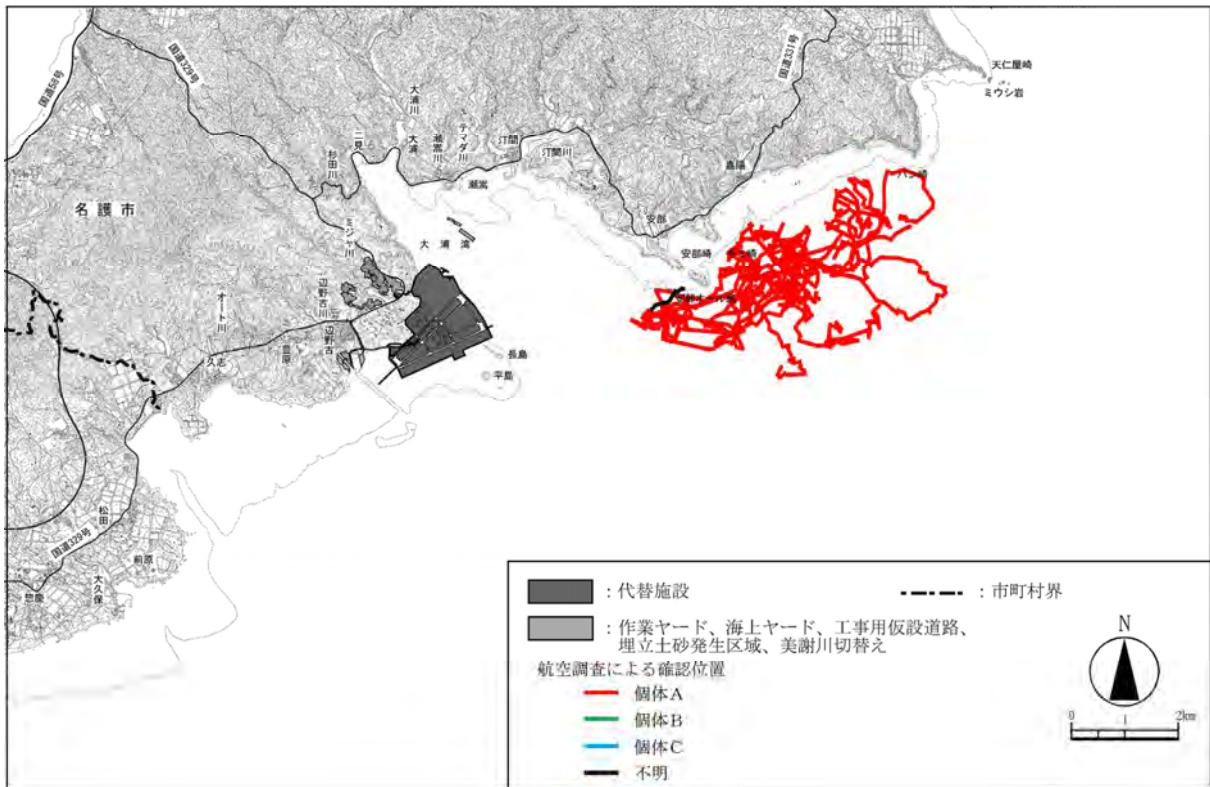 国道58号
国道329号
国道331号
天仁屋崎
ミウシ岩
大浦川
二見
大浦
瀬嵩川
テマダ川
汀間
汀間川
杉田川
瀬嵩
嘉陽
バン崎
名護市
ミジャ川
大浦湾
安部
安部崎
辺野古川
オート川
辺野古
豊原
久志
長島
平島
松田
国道329号
前原
大久保
惣慶
：代替施設
：市町村界
：作業ヤード、海上ヤード、工事用仮設道路、
埋立土砂発生区域、美謝川切替え
航空調査による確認位置
個体A
個体B
個体C
不明
N
0 1 2km